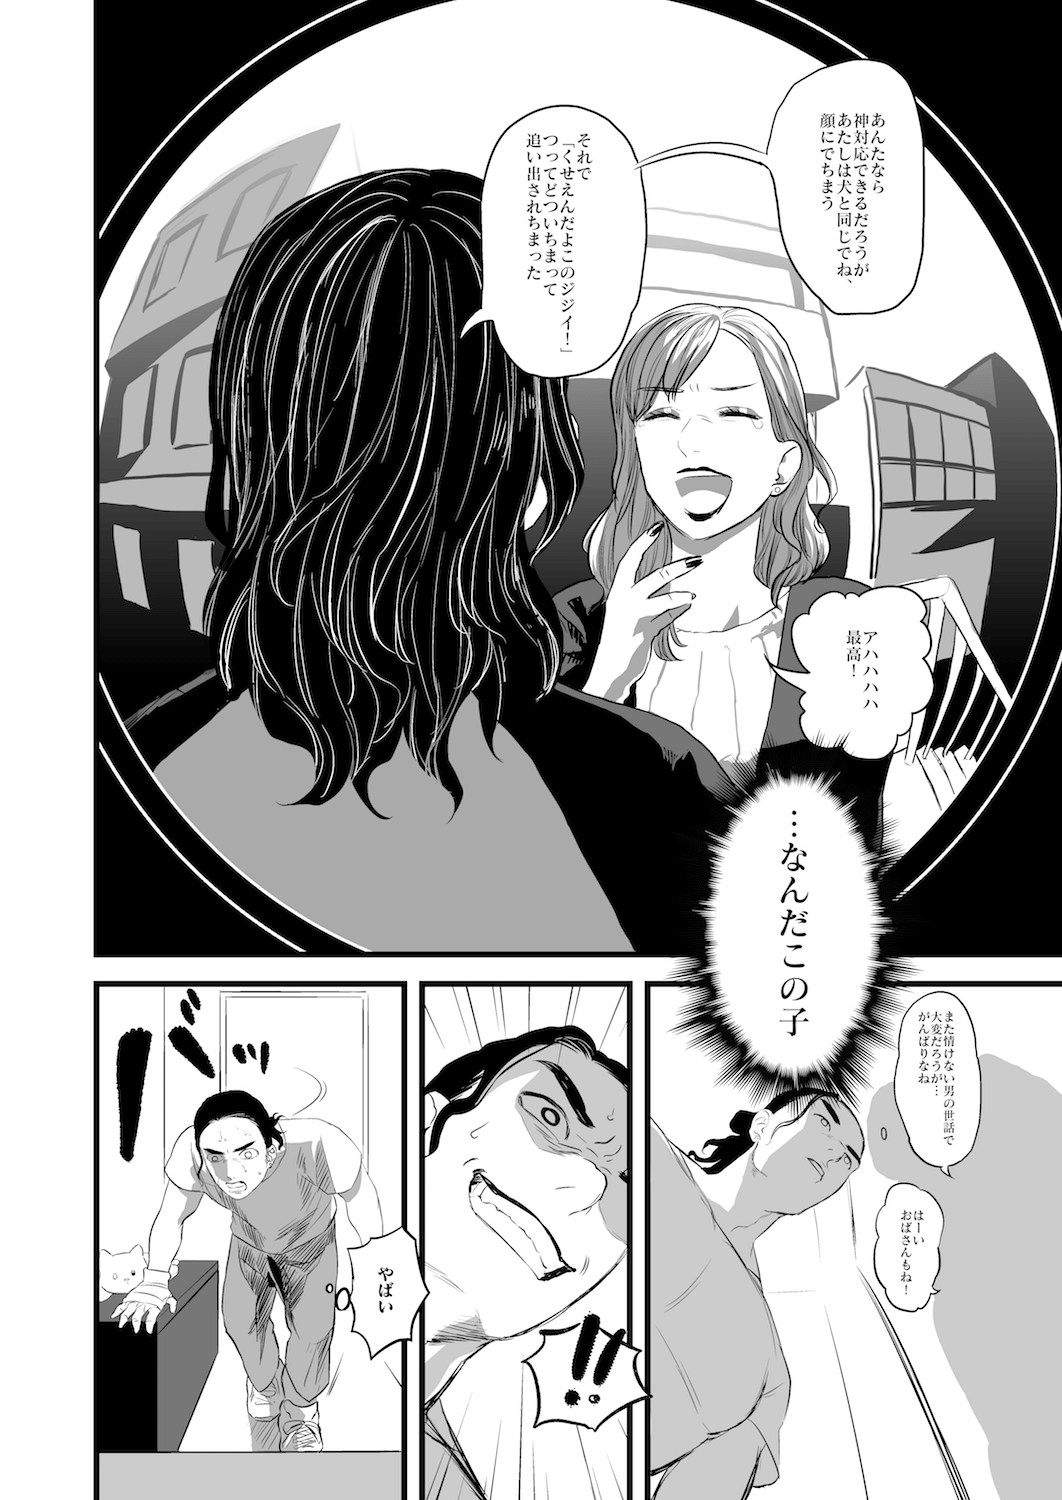 あんたなら
神対応できるだろうが
あたしは犬と同じでね、
顔にでちまう
それで
「くせえんだよこのジジイ！」
つってどついちまって
追い出されちまった
アハハハハ
最高！
…なんだこの子
また情けない男の世話で
大変だろうが…
がんばりなね
はーい
おばさんもね！
!!
バッ
やばい